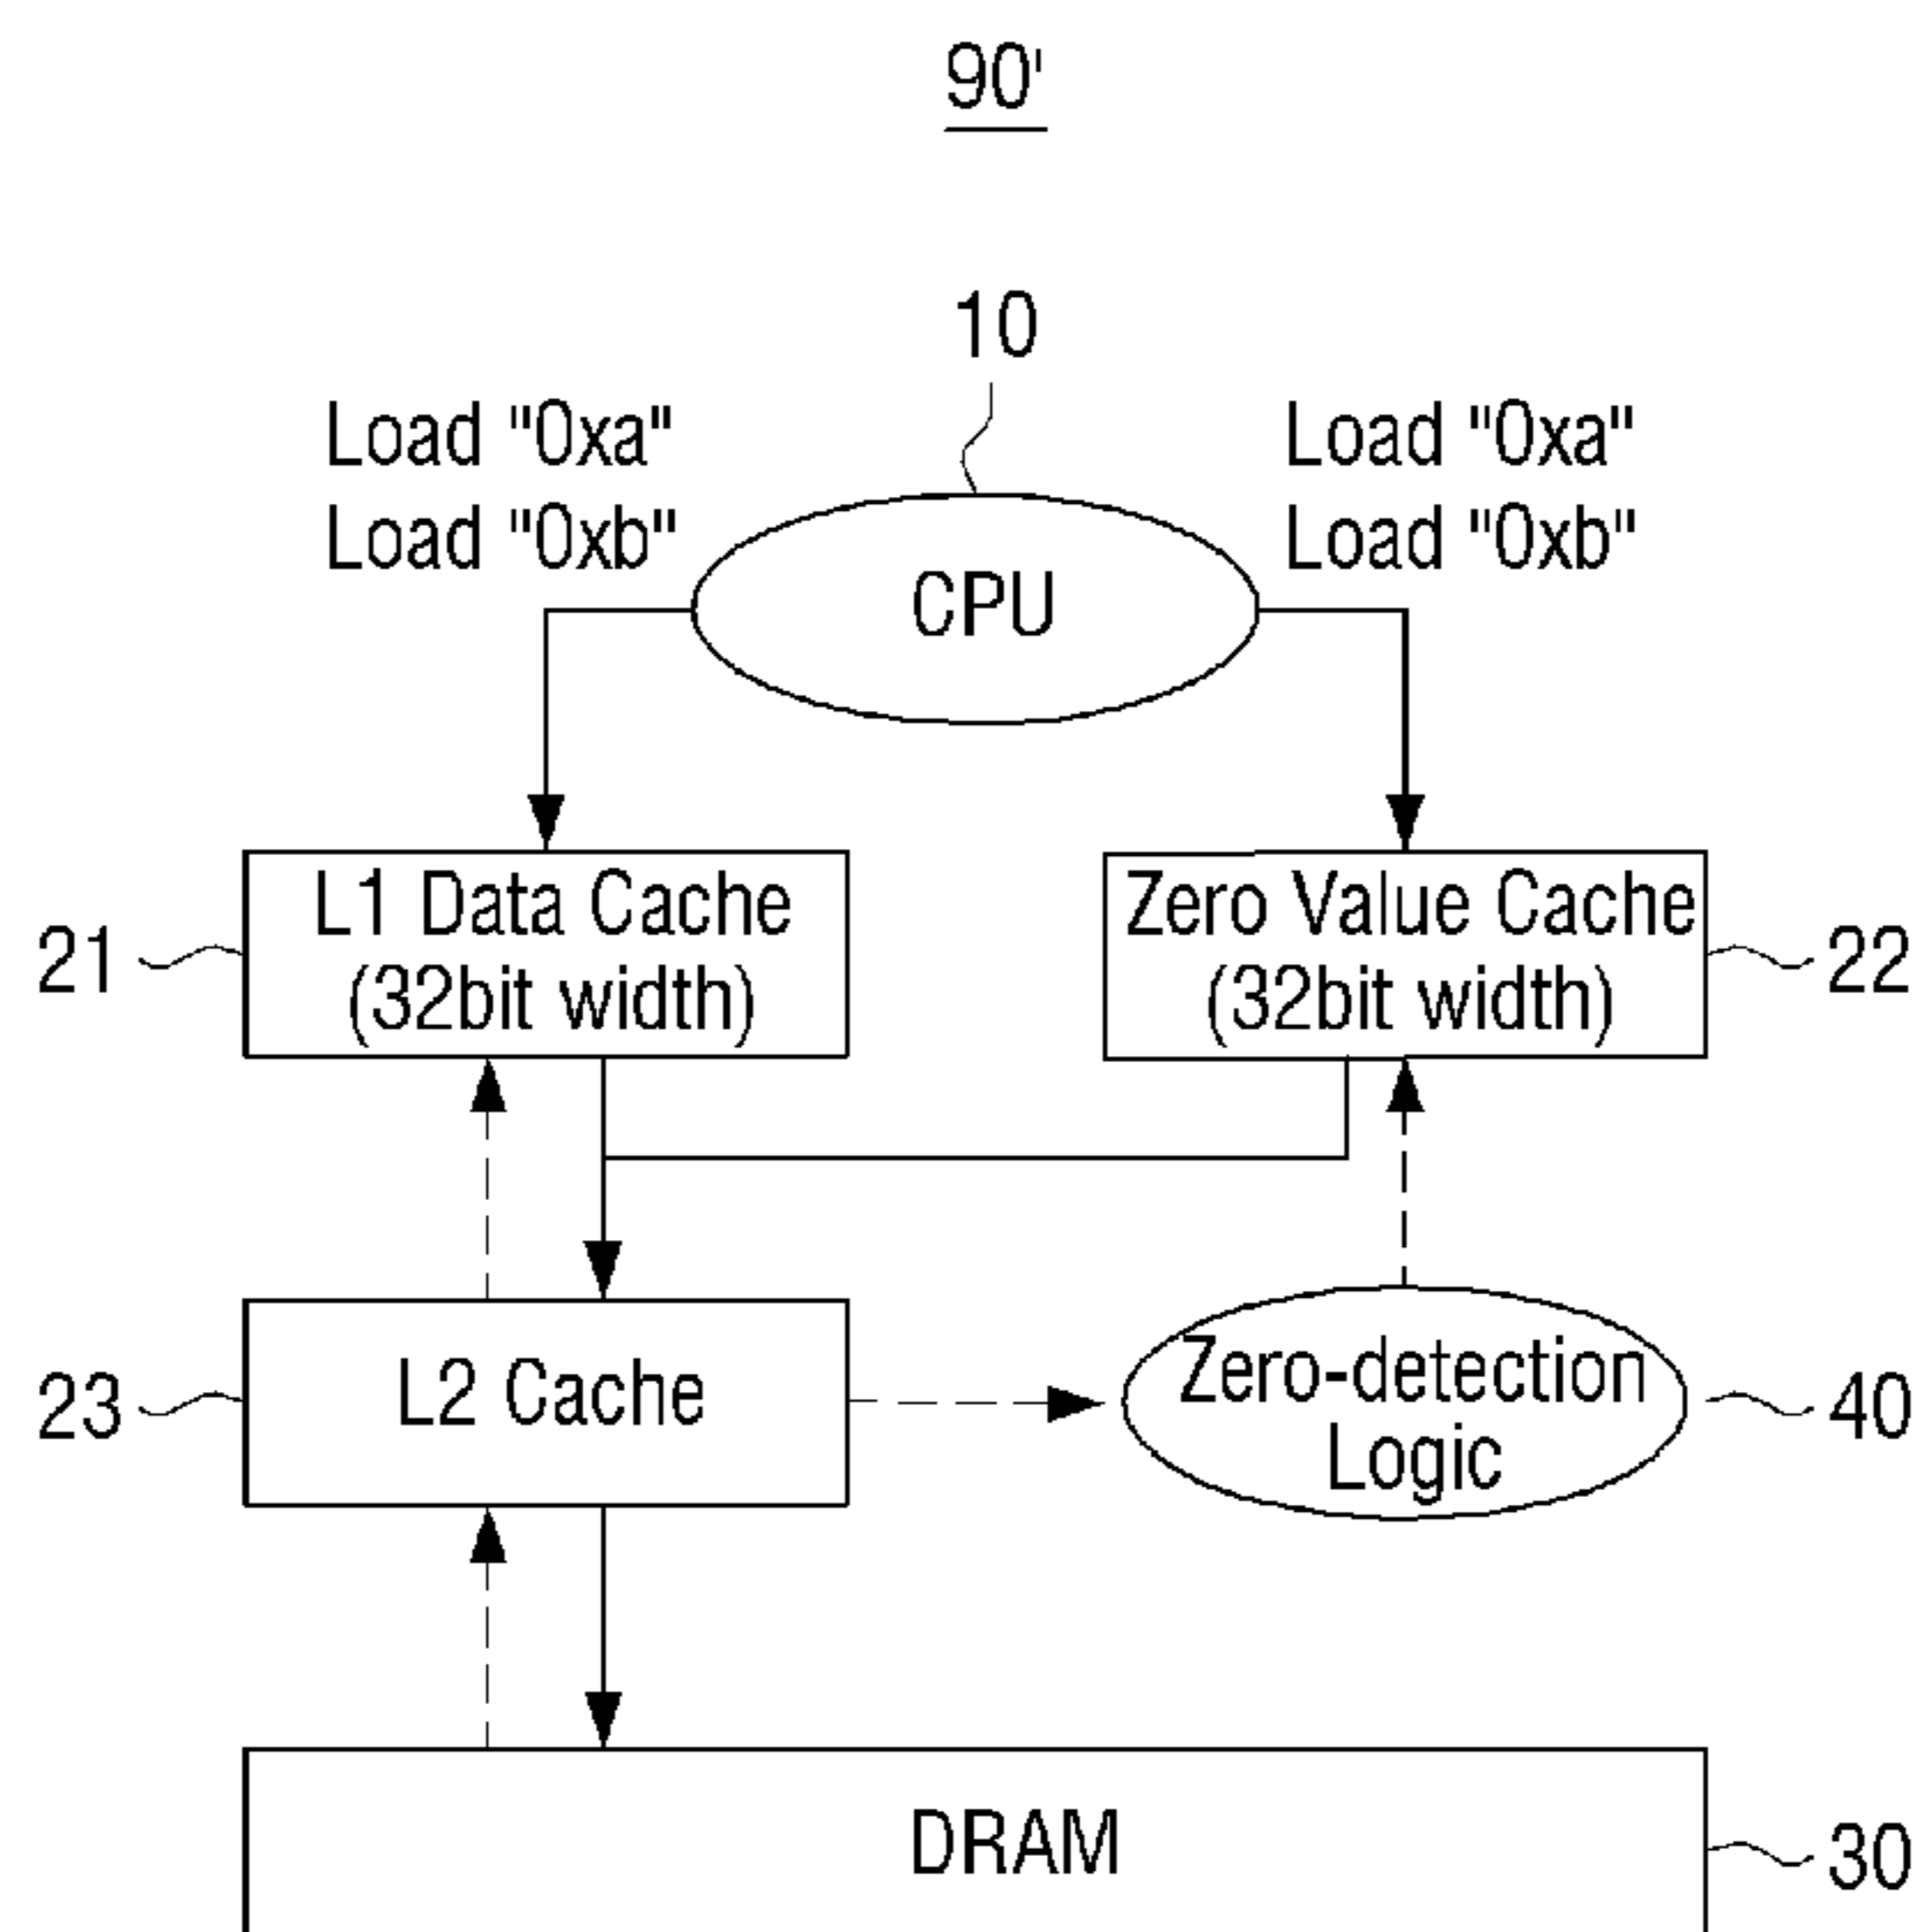 90'
10
Load "0xa"
Load "0xb"
Load "0xa"
Load "0xb"
CPU
L1 Data Cache
(32bit width)
21
Zero Value Cache
(32bit width)
22
L2 Cache
23
Zero-detection
Logic
40
DRAM
30